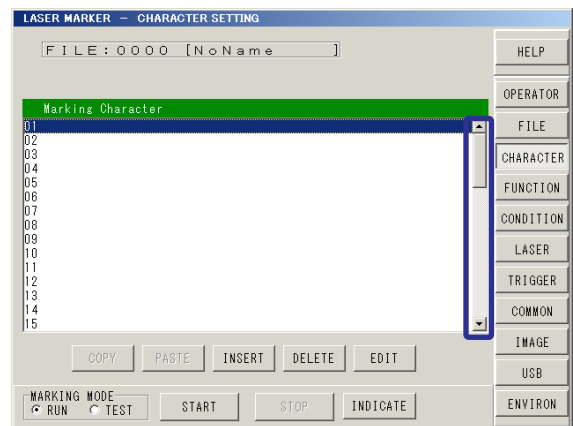 LASER MARKER － CHARACTER SETTING
FILE:0000 [NoName ]
HELP
OPERATOR
FILE
CHARACTER
FUNCTION
CONDITION
LASER
TRIGGER
COMMON
IMAGE
USB
ENVIRON
Marking Character
01
02
03
04
05
06
07
08
09
10
11
12
13
14
15
COPY PASTE INSERT DELETE EDIT
MARKING MODE
RUN TEST START STOP INDICATE